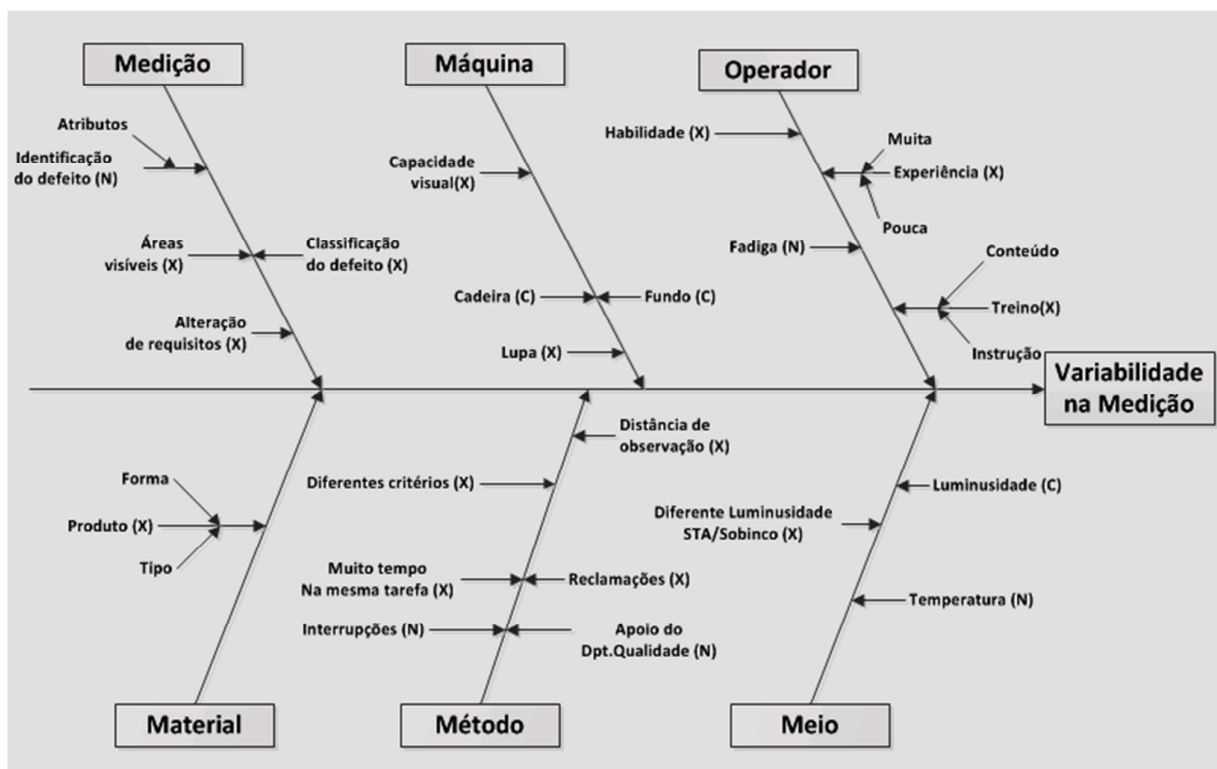 Medição
Máquina
Operador
Atributos
Identificação
do defeito (N)
Áreas
visíveis (X)
Classificação
do defeito (X)
Alteração
de requisitos (X)
Capacidade
visual(X)
Cadeira (C)
Fundo (C)
Lupa (X)
Habilidade (X)
Muita
Experiência (X)
Pouca
Fadiga (N)
Conteúdo
Treino(X)
Instrução
Variabilidade
na Medição
Forma
Produto (X)
Tipo
Distância de
observação (X)
Diferentes critérios (X)
Muito tempo
Na mesma tarefa (X)
Reclamações (X)
Interrupções (N)
Apoio do
Dpt.Qualidade (N)
Luminusidade (C)
Diferente Luminusidade
STA/Sobinco (X)
Temperatura (N)
Material
Método
Meio